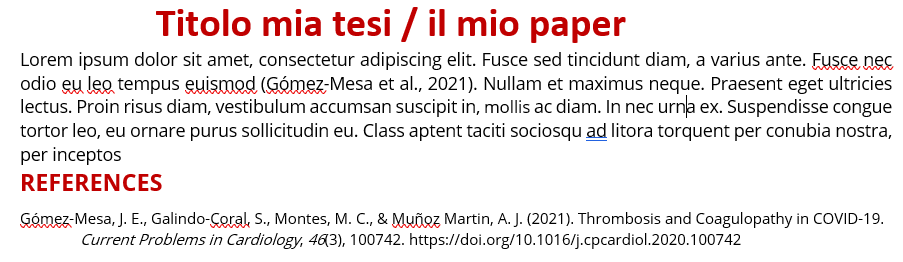 Titolo mia tesi / il mio paper
Lorem ipsum dolor sit amet, consectetur adipiscing elit. Fusce sed tincidunt diam, a varius ante. Fusce nec
odio eu leo tempus euismod (Gómez-Mesa et al., 2021). Nullam et maximus neque. Praesent eget ultricies
lectus. Proin risus diam, vestibulum accumsan suscipit in, mollis ac diam. In nec urna ex. Suspendisse congue
tortor leo, eu ornare purus sollicitudin eu. Class aptent taciti sociosqu ad litora torquent per conubia nostra,
per inceptos
REFERENCES
Gómez-Mesa, J. E., Galindo-Coral, S., Montes, M. C., & Muñoz Martin, A. J. (2021). Thrombosis and Coagulopathy in COVID-19.
Current Problems in Cardiology, 46(3), 100742. https://doi.org/10.1016/j.cpcardiol.2020.100742